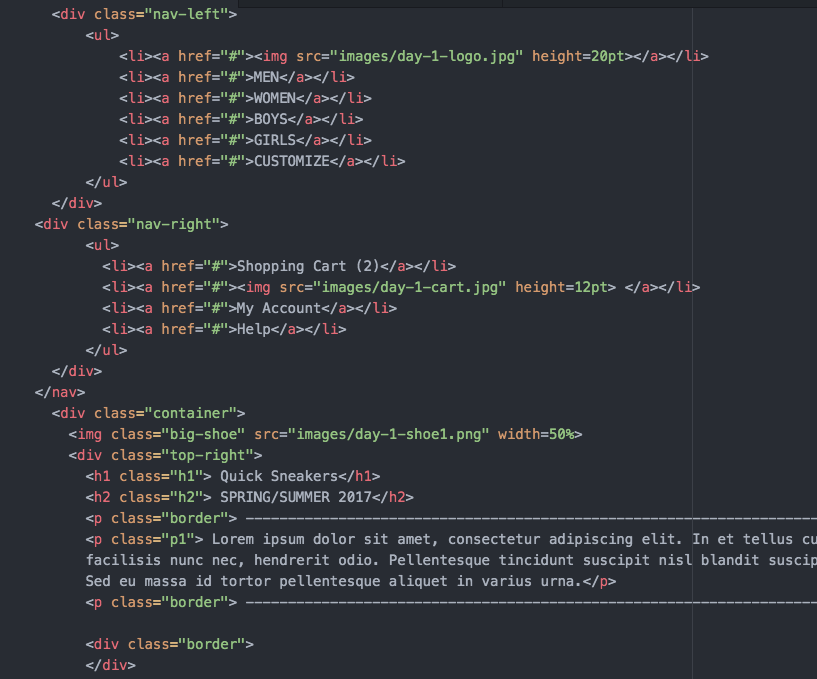 <div class="nav-left">
<ul>
<li><a href="#"><img src="images/day-1-logo.jpg" height=20pt></a></li>
<li><a href="#">MEN</a></li>
<li><a href="#">WOMEN</a></li>
<li><a href="#">BOYS</a></li>
<li><a href="#">GIRLS</a></li>
<li><a href="#">CUSTOMIZE</a></li>
</ul>
</div>
<div class="nav-right">
<ul>
<li><a href="#">Shopping Cart (2)</a></li>
<li><a href="#"><img src="images/day-1-cart.jpg" height=12pt> </a></li>
<li><a href="#">My Account</a></li>
<li><a href="#">Help</a></li>
</ul>
</div>
</nav>
<div class="container">
<img class="big-shoe" src="images/day-1-shoe1.png" width=50%>
<div class="top-right">
<h1 class="h1"> Quick Sneakers</h1>
<h2 class="h2"> SPRING/SUMMER 2017</h2>
<p class="border"> --------------------------------------------------------------------
<p class="p1"> Lorem ipsum dolor sit amet, consectetur adipiscing elit. In et tellus cu
facilisis nunc nec, hendrerit odio. Pellentesque tincidunt suscipit nisl blandit suscip
Sed eu massa id tortor pellentesque aliquet in varius urna.</p>
<p class="border"> --------------------------------------------------------------------
<div class="border">
</div>